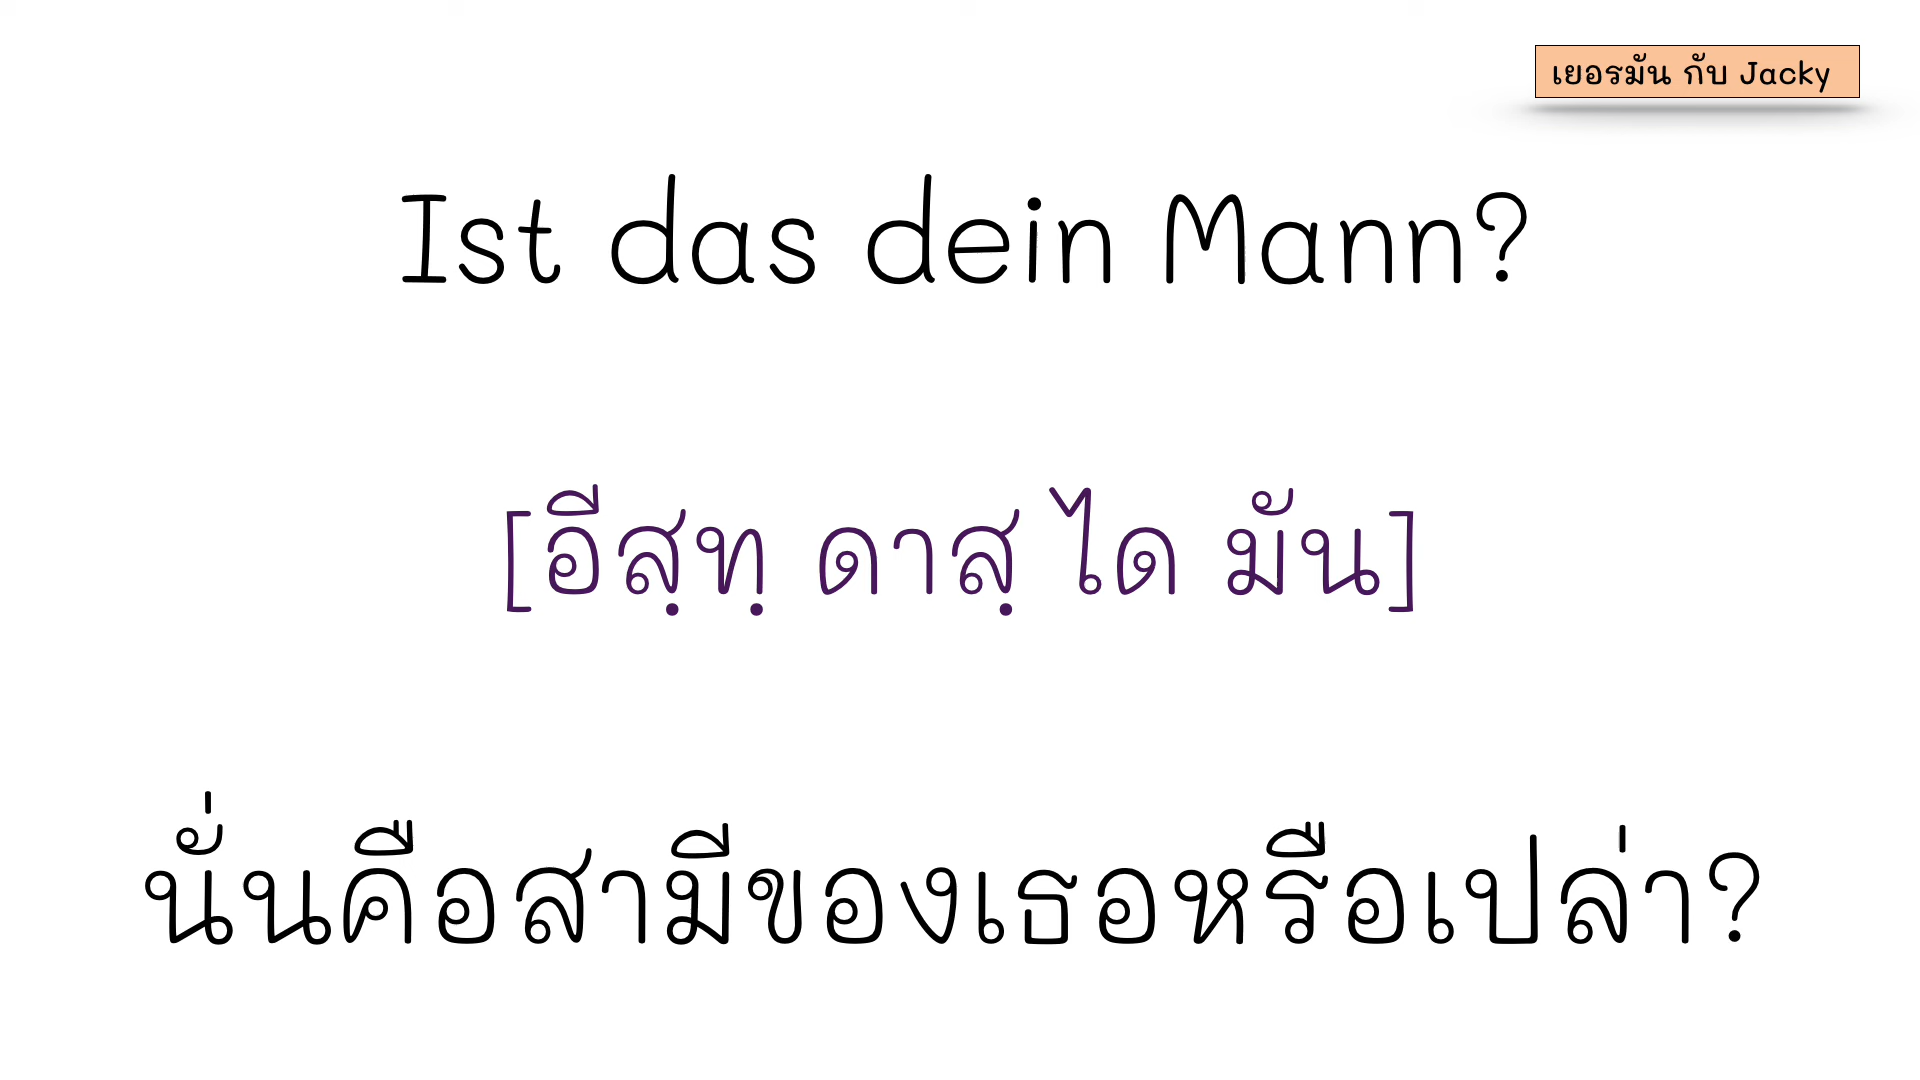 เยอรมัน กับ Jacky
Ist das dein Mann?
[อีสฺทฺ ดาสฺ ได มัน]
นั่นคือสามีของเธอหรือเปล่า?